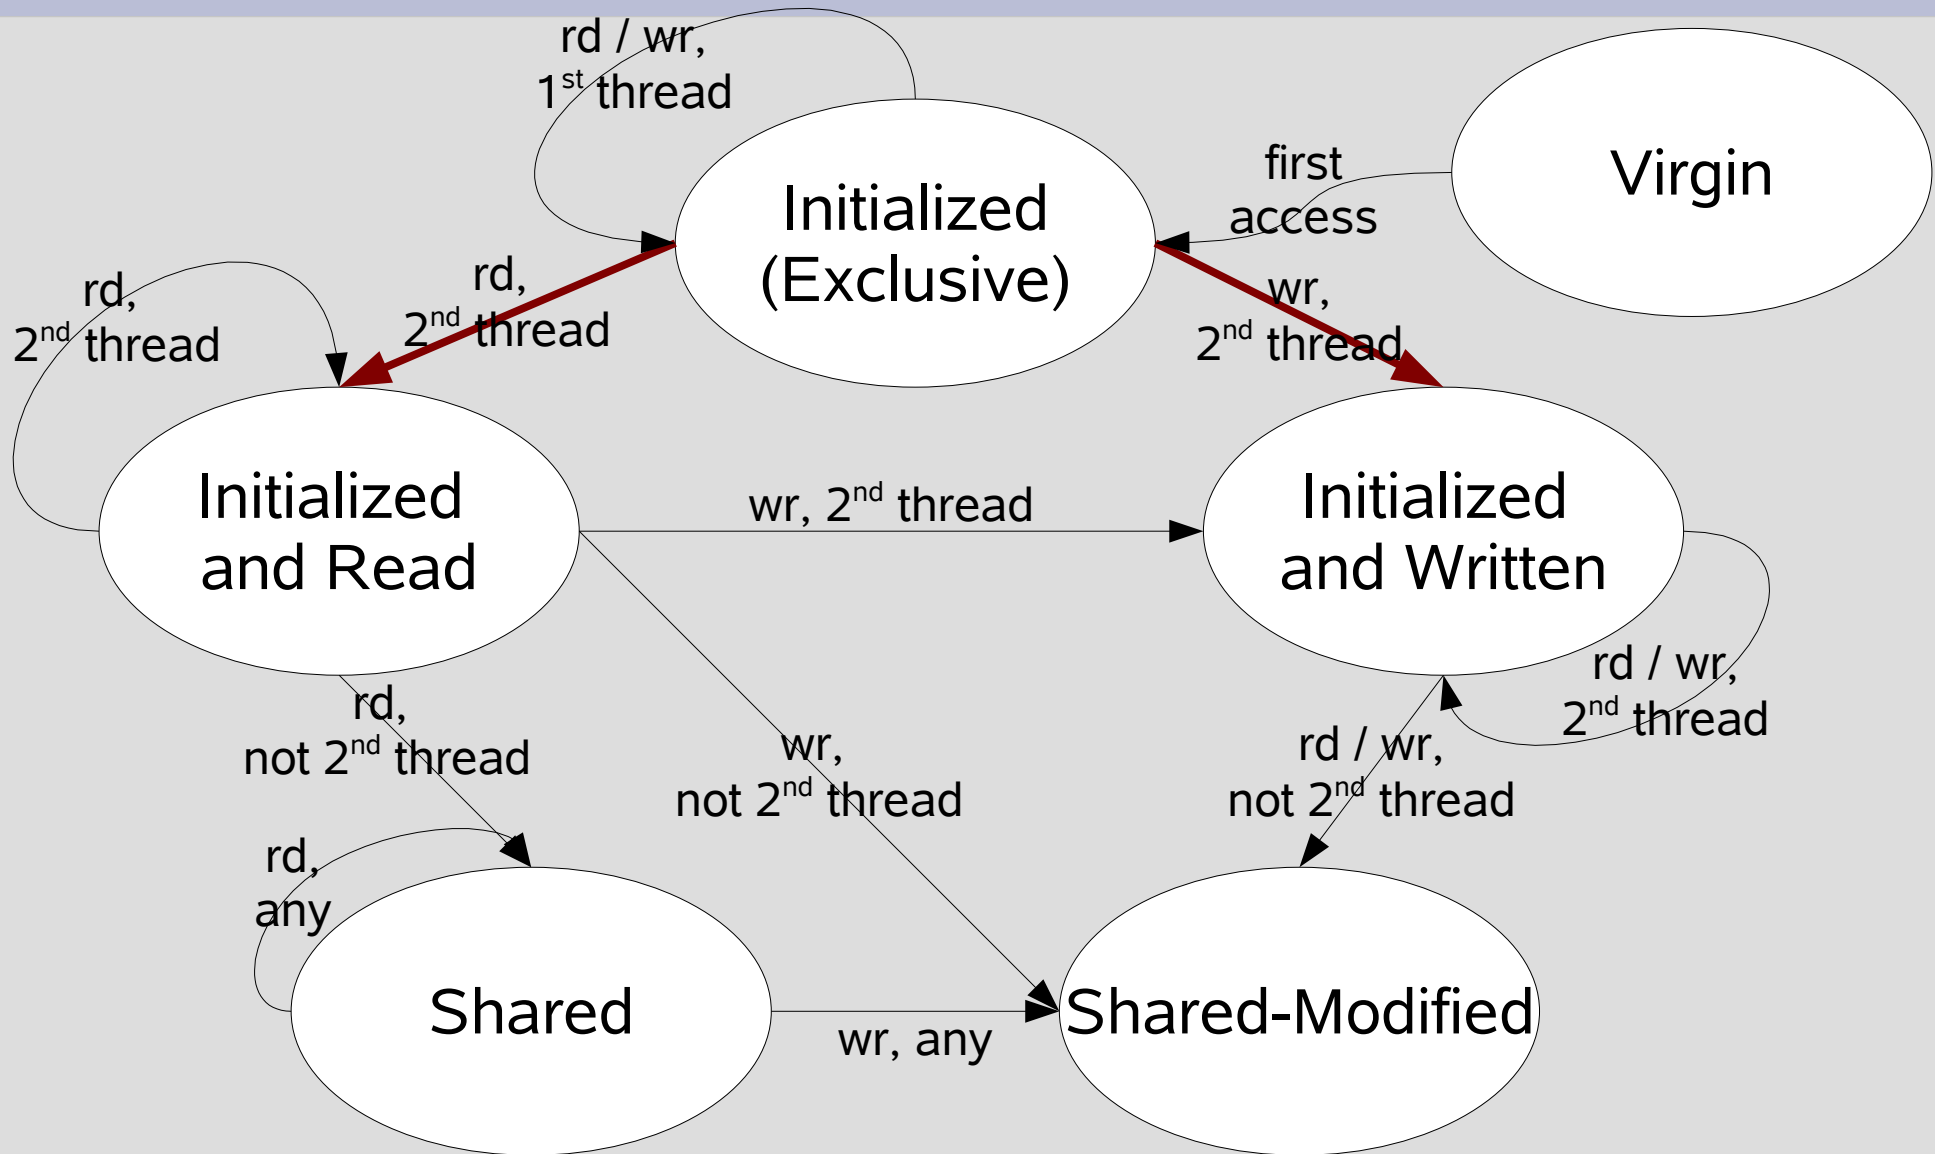 rd / wr,
1st thread
Virgin
first
access
Initialized
(Exclusive)
rd,
2nd thread
rd,
2nd thread
wr,
2nd thread
Initialized
and Read
wr, 2nd thread
Initialized
and Written
rd / wr,
2nd thread
rd,
not 2nd thread
wr,
not 2nd thread
rd / wr,
not 2nd thread
rd,
any
Shared
wr, any
Shared-Modified